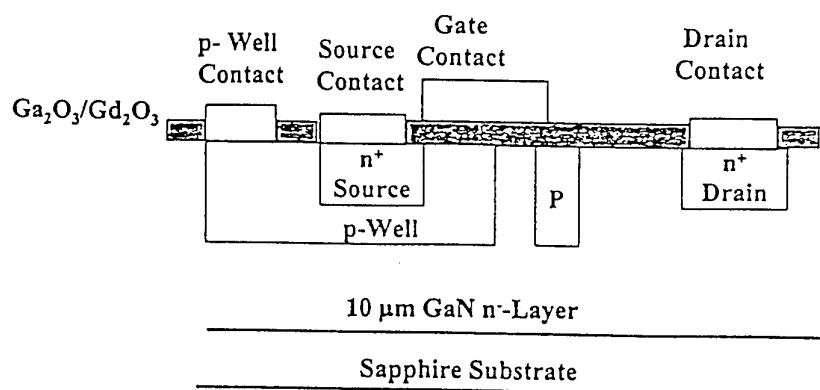 p- Well
Contact
Source
Contact
Gate
Contact
Drain
Contact
Ga₂O₃/Gd₂O₃
n⁺
Source
P
n⁺
Drain
p-Well
10 μm GaN n⁻-Layer
Sapphire Substrate